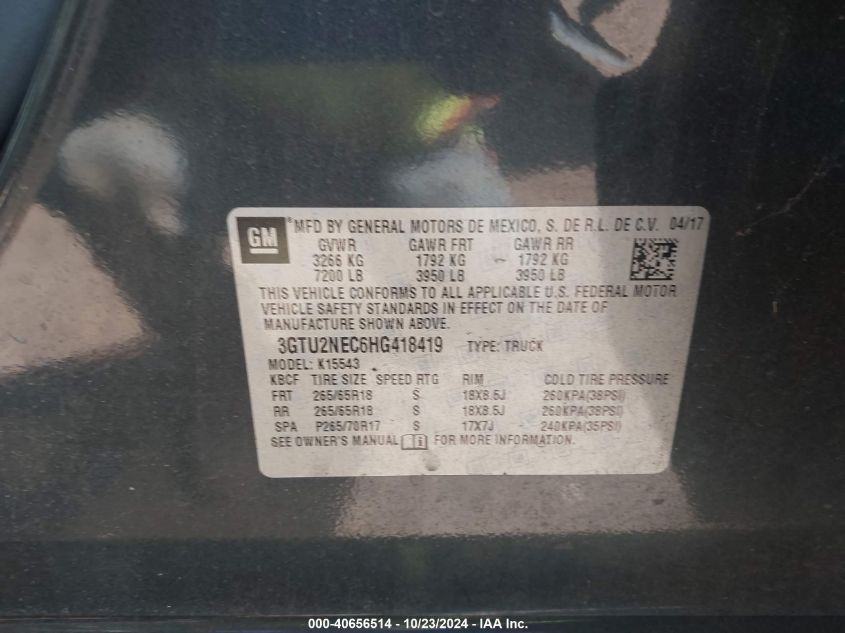 GM ® MFD BY GENERAL MOTORS DE MEXICO, S. DE R.L. DE C.V. 04/17
GVWR GAWR FRT GAWR RR
3266 KG 1792 KG ~ 1792 KG
7200 LB 3950 LB 3950 LB
THIS VEHICLE CONFORMS TO ALL APPLICABLE U.S. FEDERAL MOTOR
VEHICLE SAFETY STANDARDS IN EFFECT ON THE DATE OF
MANUFACTURE SHOWN ABOVE.
3GTU2NEC6HG418419 TYPE: TRUCK
MODEL: K15543
KBCF TIRE SIZE SPEED RTG RIM COLD TIRE PRESSURE
FRT 265/65R18 S 18X8.5J 260KPA(38PSI)
RR 265/65R18 S 18X8.5J 260KPA(38PSI)
SPA P265/70R17 S 17X7J 240KPA(35PSI)
SEE OWNER'S MANUAL i FOR MORE INFORMATION.
000-40656514 - 10/23/2024 - IAA Inc.